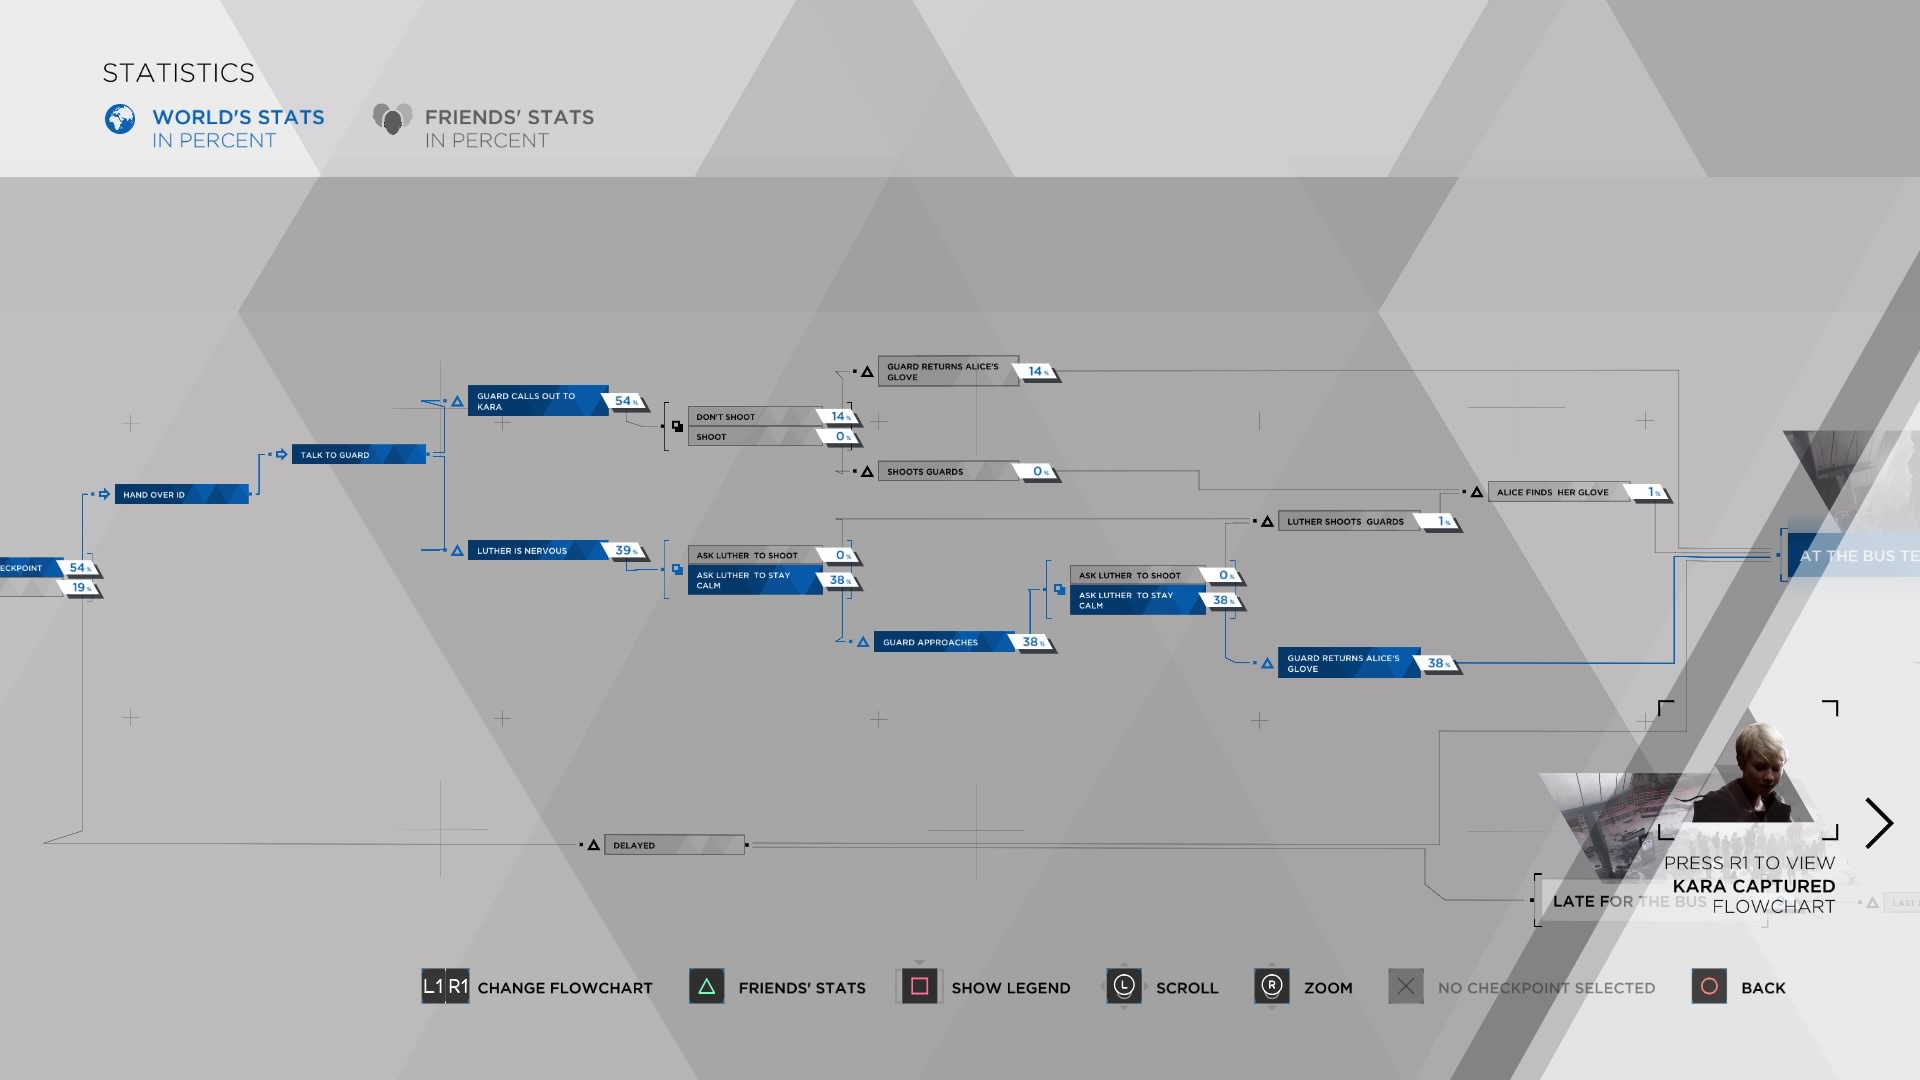 STATISTICS
WORLD'S STATS
IN PERCENT
FRIENDS' STATS
IN PERCENT
GUARD RETURNS ALICE'S
GLOVE
14%
GUARD CALLS OUT TO
KARA
54%
DON'T SHOOT
14%
SHOOT
0%
TALK TO GUARD
SHOOTS GUARDS
0%
HAND OVER ID
ALICE FINDS HER GLOVE
1%
LUTHER SHOOTS GUARDS
1%
LUTHER IS NERVOUS
39%
ASK LUTHER TO SHOOT
0%
ASK LUTHER TO STAY
CALM
38%
AT THE BUS TE
ECKPOINT
54%
19%
ASK LUTHER TO SHOOT
0%
ASK LUTHER TO STAY
CALM
38%
GUARD APPROACHES
38%
GUARD RETURNS ALICE'S
GLOVE
38%
DELAYED
PRESS R1 TO VIEW
KARA CAPTURED
FLOWCHART
LATE FOR THE BUS
LAST
L1 R1 CHANGE FLOWCHART
FRIENDS' STATS
SHOW LEGEND
L SCROLL
R ZOOM
NO CHECKPOINT SELECTED
BACK